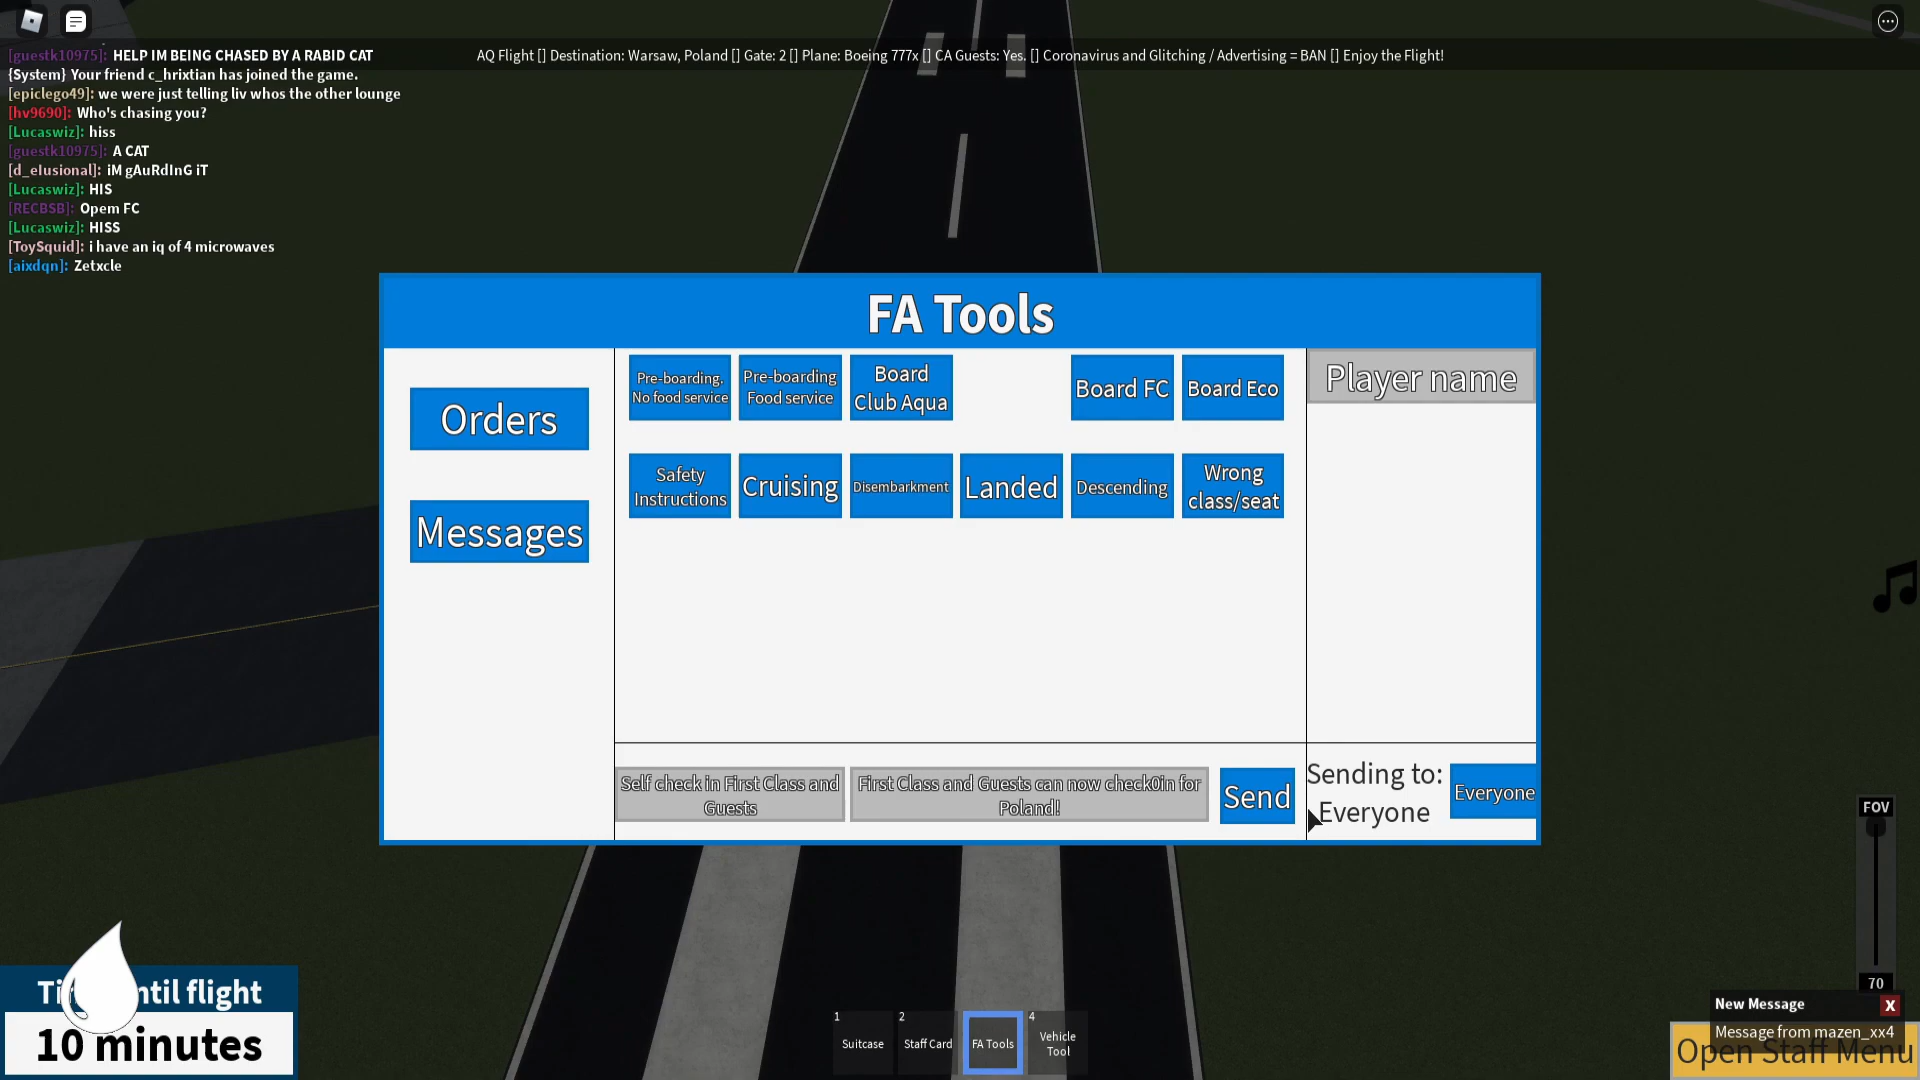 AQ Flight [] Destination: Warsaw, Poland [] Gate: 2 [] Plane: Boeing 777x [] CA Guests: Yes. [] Coronavirus and Glitching / Advertising = BAN [] Enjoy the Flight!
[guestk10975]: HELP IM BEING CHASED BY A RABID CAT
{System} Your friend c_hrixtian has joined the game.
[epiclego49]: we were just telling liv whos the other lounge
[hv9690]: Who's chasing you?
[Lucaswiz]: hiss
[guestk10975]: A CAT
[d_eIusional]: iM gAuRdInG iT
[Lucaswiz]: HIS
[RECBSB]: Opem FC
[Lucaswiz]: HISS
[ToySquid]: i have an iq of 4 microwaves
[aixdqn]: Zetxcle
FA Tools
Orders
Messages
Pre-boarding.
No food service
Pre-boarding
Food service
Board
Club Aqua
Board FC
Board Eco
Safety
Instructions
Cruising
Disembarkment
Landed
Descending
Wrong
class/seat
Player name
Self check in First Class and
Guests
First Class and Guests can now check0in for
Poland!
Send
Sending to:
Everyone
Everyone
FOV
70
flight
10 minutes
1
Suitcase
2
Staff Card
FA Tools
4
Vehicle
Tool
New Message
X
Message from mazen_xx4
Open Staff Menu